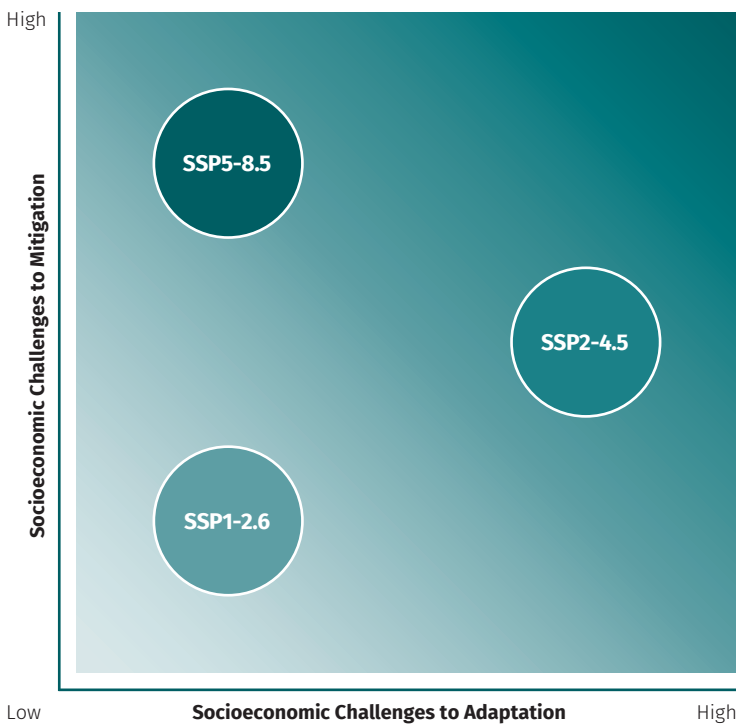 High
Socioeconomic Challenges to Mitigation
SSP5-8.5
SSP2-4.5
SSP1-2.6
Low
Socioeconomic Challenges to Adaptation
High